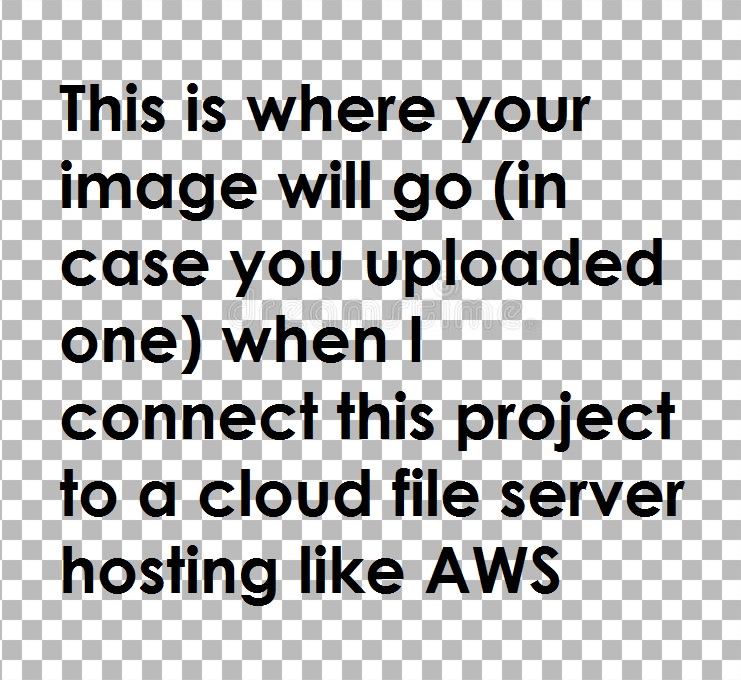 This is where your
image will go (in
case you uploaded
dreamstime.
one) when I
connect this project
to a cloud file server
hosting like AWS